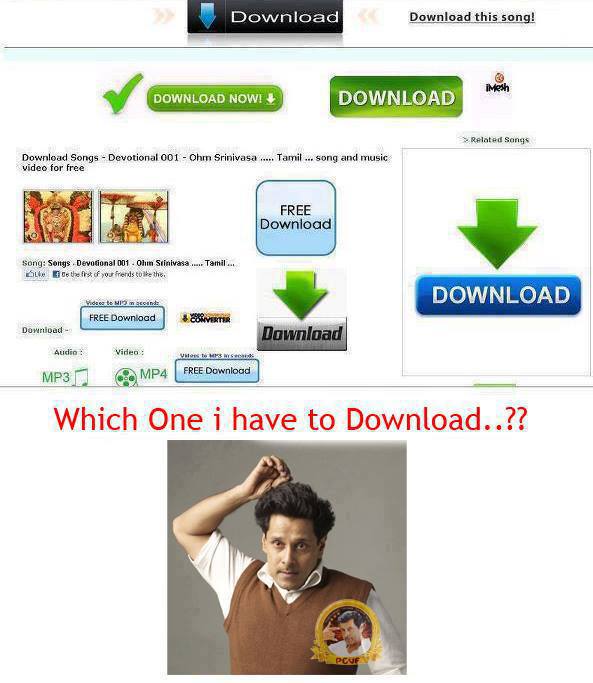 Download
Download this song!
DOWNLOAD NOW!
DOWNLOAD
iMesh
> Related Songs
Download Songs - Devotional 001 - Ohm Srinivasa ..... Tamil ... song and music
video for free
FREE
Download
DOWNLOAD
Song: Songs - Devotional 001 - Ohm Srinivasa ..... Tamil ...
Like
Be the first of your friends to like this.
Videos to MP3 in seconds
FREE Download
CONVERTER
Download
Download -
Audio :
Video :
Videos to MP3 in seconds
FREE Download
MP3
MP4
Which One i have to Download..??
PCVF